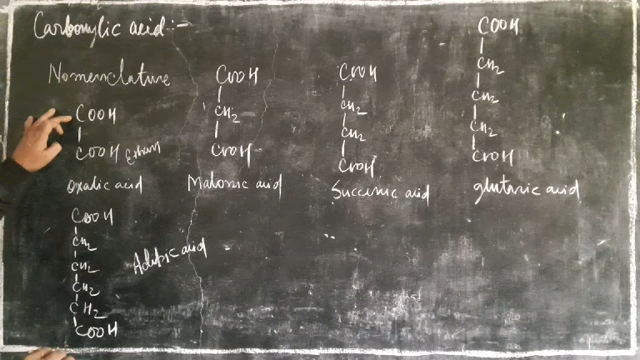 Carboxylic acid:-
Nomenclature
COOH
COOH Ethan
Oxalic acid
COOH
CH2
COOH
Malonic acid
COOH
CH2
CH2
COOH
Succinic acid
COOH
CH2
CH2
CH2
COOH
glutaric acid
COOH
CH2
CH2
CH2
CH2
COOH
Adipic acid